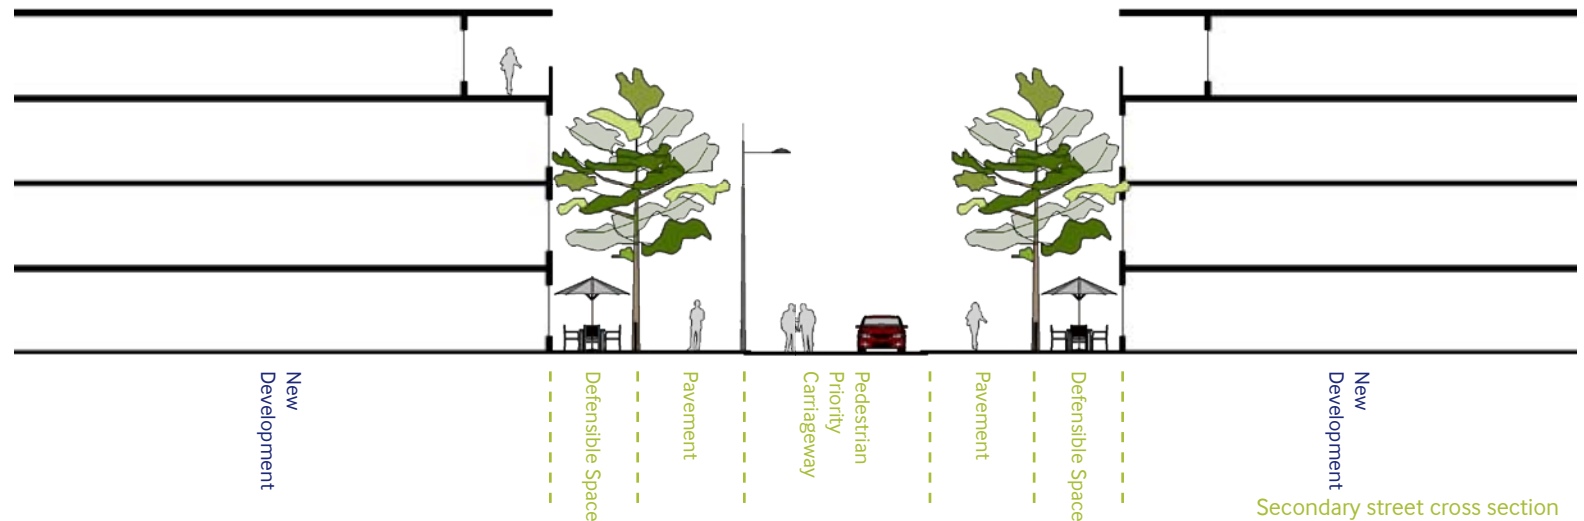 New
Development
Defensible Space
Pavement
Pedestrian
Priority
Carriageway
Pavement
Defensible Space
New
Development
Secondary street cross section